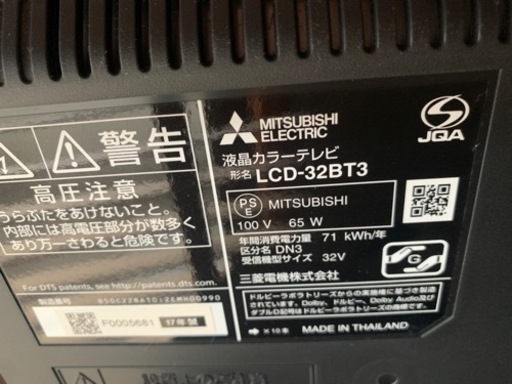 警告
高圧注意
うらぶたをあけないこと。
内部には高電圧部分が数多く
あり万一さわると危険です。
For DTS patents, see http://patents.dts.com.
製造番号
F0005681 17年製
MITSUBISHI
ELECTRIC
JQA
液晶カラーテレビ
形名 LCD-32BT3
PS
E
MITSUBISHI
100 V 65 W
年間消費電力量 71 kWh/年
区分名 DN3
受信機型サイズ 32V
G
三菱電機株式会社
ドルビーラボラトリーズからの実施権に基づき製造
されています。Dolby、ドルビー、Dolby Audio及び
ダブルD記号はドルビーラボラトリーズの商標です。
MADE IN THAILAND